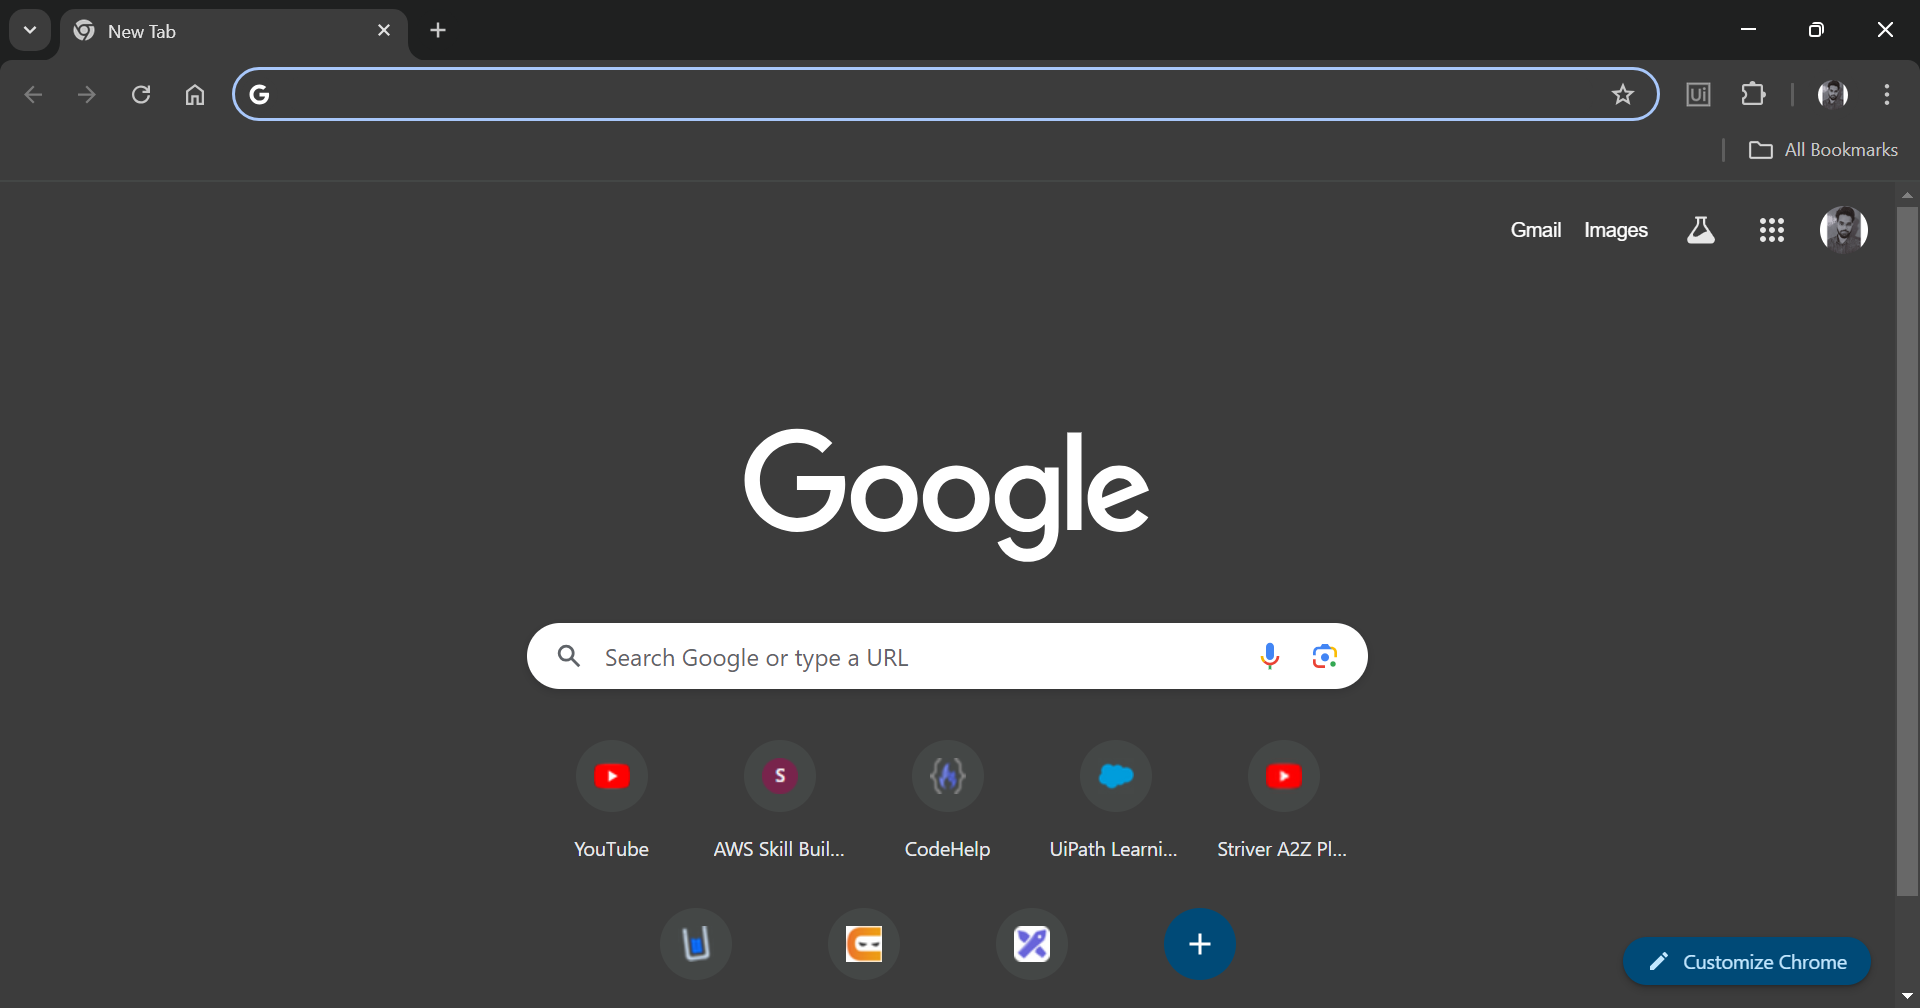 New Tab
Ui
All Bookmarks
Gmail Images
Google
Search Google or type a URL
S
YouTube
AWS Skill Buil...
CodeHelp
UiPath Learni...
Striver A2Z Pl...
Customize Chrome